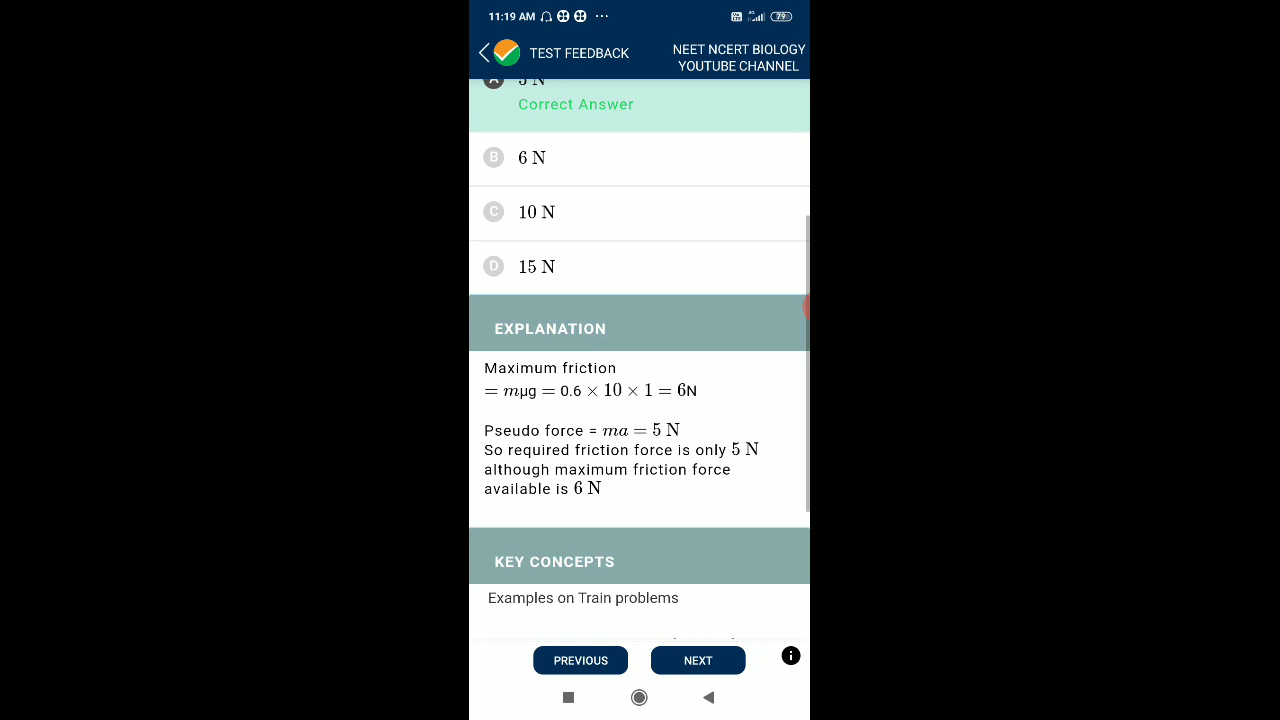 11:19 AM
79
TEST FEEDBACK
NEET NCERT BIOLOGY
YOUTUBE CHANNEL
A 5 N
Correct Answer
B 6 N
C 10 N
D 15 N
EXPLANATION
Maximum friction
= mμg = 0.6 × 10 × 1 = 6N
Pseudo force = ma = 5 N
So required friction force is only 5 N
although maximum friction force
available is 6 N
KEY CONCEPTS
Examples on Train problems
PREVIOUS
NEXT